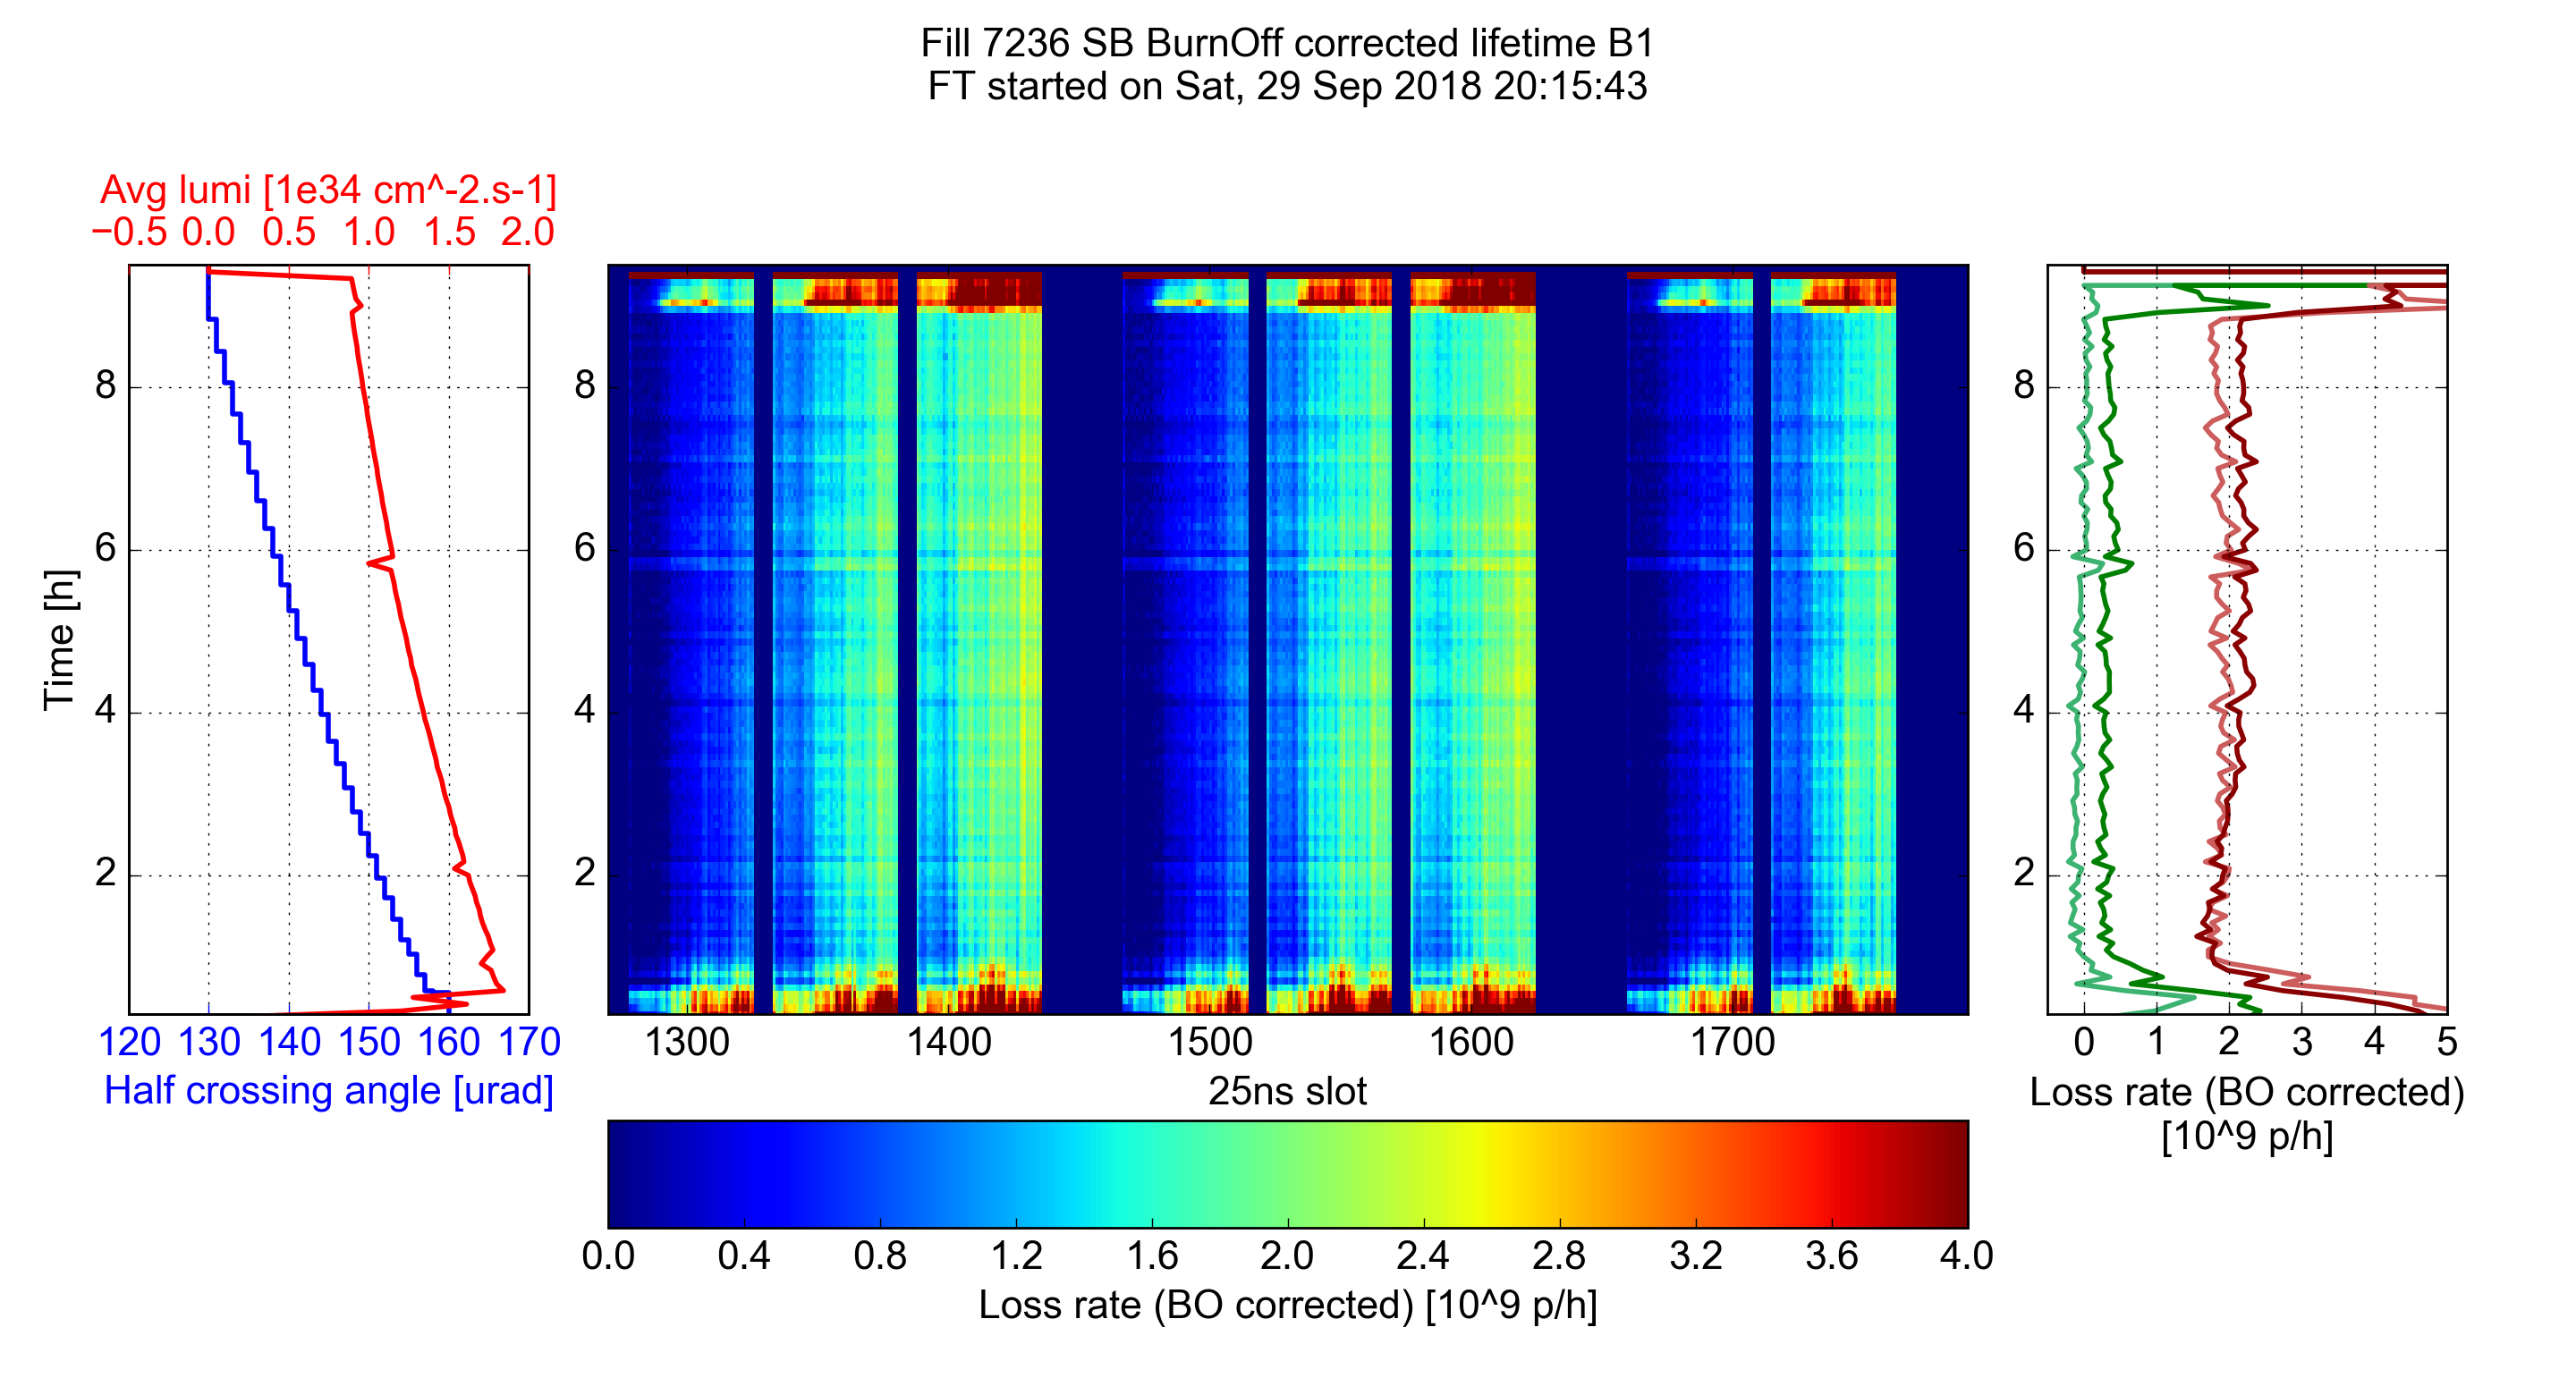 Fill 7236 SB BurnOff corrected lifetime B1
FT started on Sat, 29 Sep 2018 20:15:43
Avg lumi [1e34 cm^-2.s-1]
−0.5 0.0 0.5 1.0 1.5 2.0
8
6
4
2
Time [h]
120 130 140 150 160 170
Half crossing angle [urad]
8
6
4
2
1300 1400 1500 1600 1700
25ns slot
8
6
4
2
0 1 2 3 4 5
Loss rate (BO corrected)
[10^9 p/h]
0.0 0.4 0.8 1.2 1.6 2.0 2.4 2.8 3.2 3.6 4.0
Loss rate (BO corrected) [10^9 p/h]